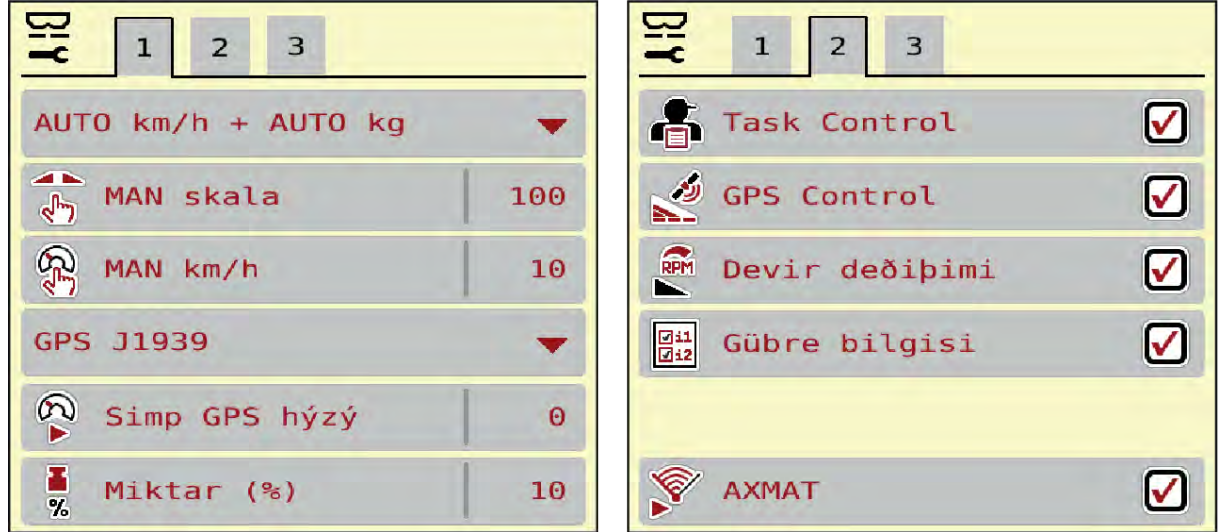 1 2 3
AUTO km/h + AUTO kg
MAN skala 100
MAN km/h 10
GPS J1939
Simp GPS hýzý 0
% Miktar (%) 10
1 2 3
Task Control
GPS Control
RPM Devir deðiþimi
i1
i2 Gübre bilgisi
AXMAT